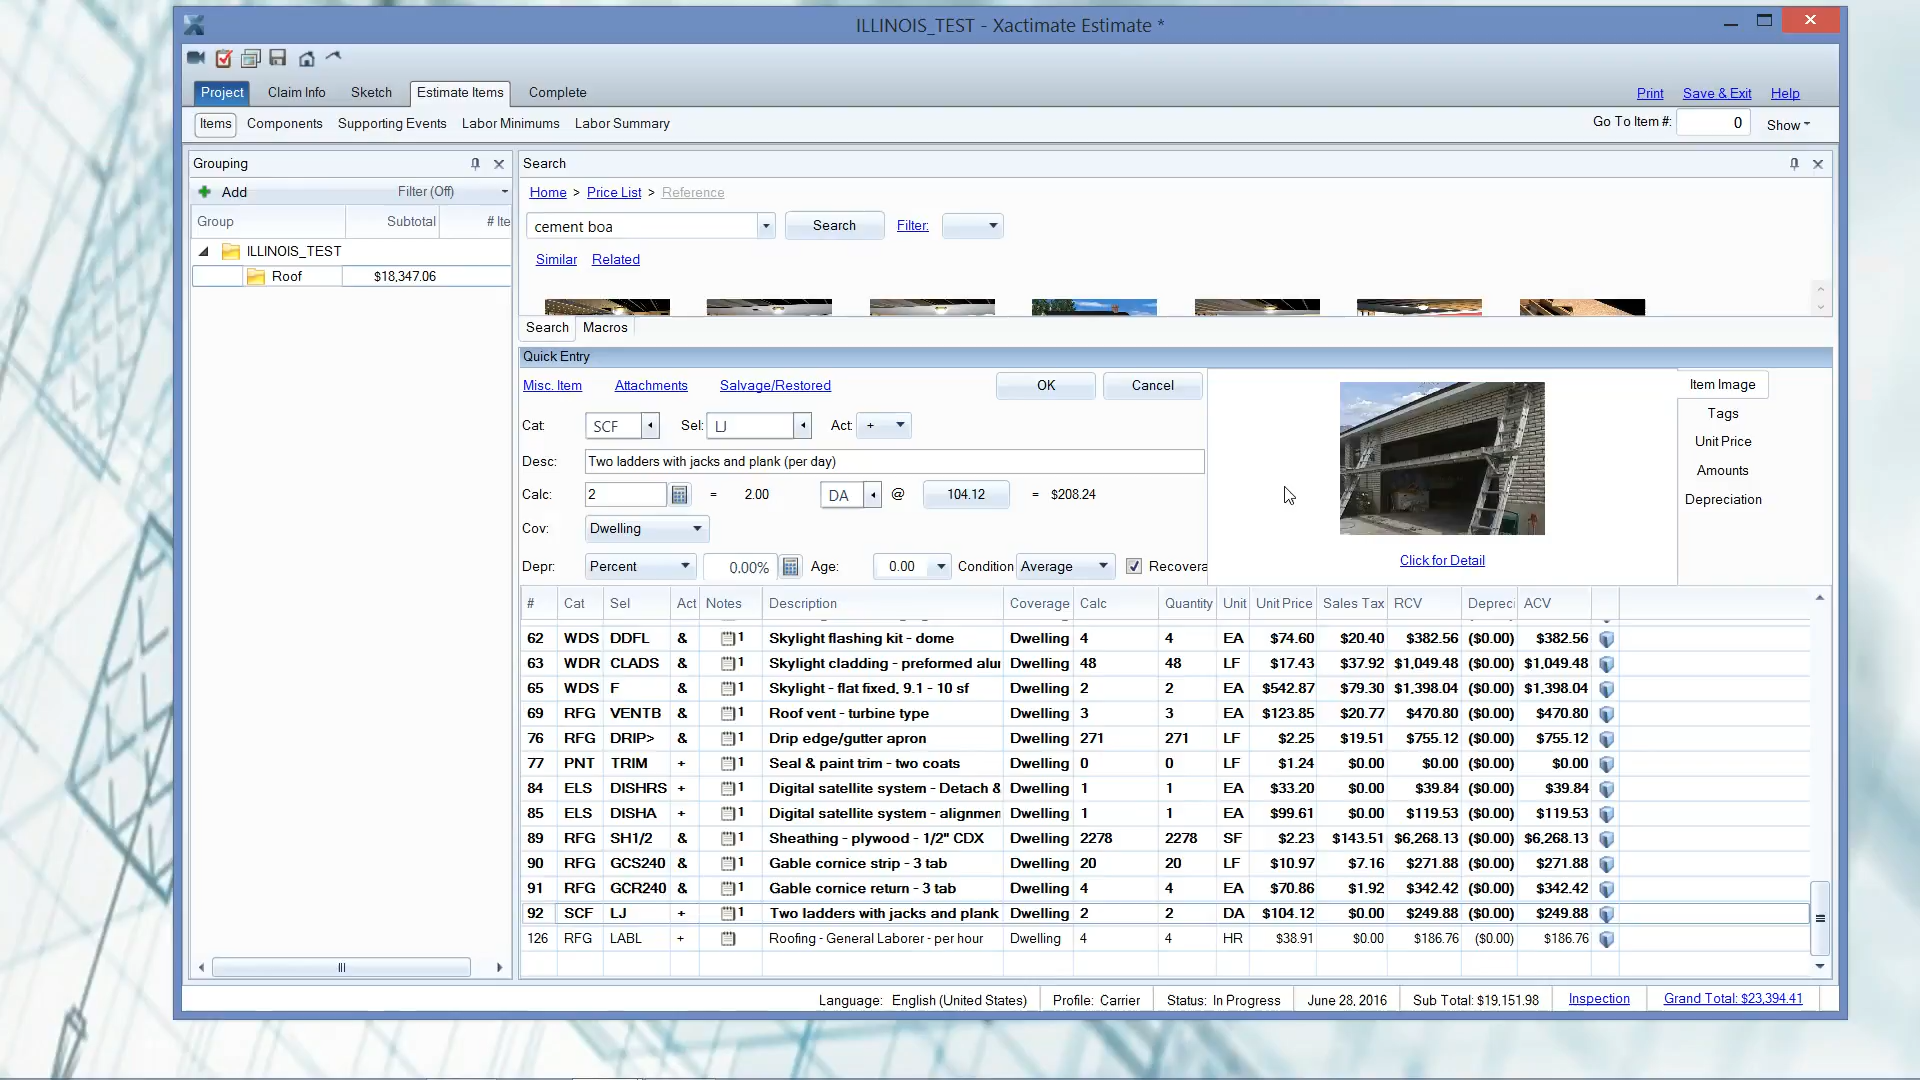 ILLINOIS_TEST - Xactimate Estimate *
Project Claim Info Sketch Estimate Items Complete
Print Save & Exit Help
Items Components Supporting Events Labor Minimums Labor Summary
Go To Item #: 0 Show
Grouping
Add Filter (Off)
Group Subtotal # Ite
ILLINOIS_TEST
Roof $18,347.06
Search
Home > Price List > Reference
cement boa Search Filter:
Similar Related
Search Macros
Quick Entry
Misc. Item Attachments Salvage/Restored OK Cancel
Cat: SCF Sel: LJ Act: +
Desc: Two ladders with jacks and plank (per day)
Calc: 2 = 2.00 DA @ 104.12 = $208.24
Cov: Dwelling
Depr: Percent 0.00% Age: 0.00 Condition Average Recovera
Click for Detail
Item Image
Tags
Unit Price
Amounts
Depreciation
# Cat Sel Act Notes Description Coverage Calc Quantity Unit Unit Price Sales Tax RCV Depreci ACV
62 WDS DDFL & 1 Skylight flashing kit - dome Dwelling 4 4 EA $74.60 $20.40 $382.56 ($0.00) $382.56
63 WDR CLADS & 1 Skylight cladding - preformed alu Dwelling 48 48 LF $17.43 $37.92 $1,049.48 ($0.00) $1,049.48
65 WDS F & 1 Skylight - flat fixed, 9.1 - 10 sf Dwelling 2 2 EA $542.87 $79.30 $1,398.04 ($0.00) $1,398.04
69 RFG VENTB & 1 Roof vent - turbine type Dwelling 3 3 EA $123.85 $20.77 $470.80 ($0.00) $470.80
76 RFG DRIP> & 1 Drip edge/gutter apron Dwelling 271 271 LF $2.25 $19.51 $755.12 ($0.00) $755.12
77 PNT TRIM + 1 Seal & paint trim - two coats Dwelling 0 0 LF $1.24 $0.00 $0.00 ($0.00) $0.00
84 ELS DISHRS + 1 Digital satellite system - Detach & Dwelling 1 1 EA $33.20 $0.00 $39.84 ($0.00) $39.84
85 ELS DISHA + 1 Digital satellite system - alignmen Dwelling 1 1 EA $99.61 $0.00 $119.53 ($0.00) $119.53
89 RFG SH1/2 & 1 Sheathing - plywood - 1/2" CDX Dwelling 2278 2278 SF $2.23 $143.51 $6,268.13 ($0.00) $6,268.13
90 RFG GCS240 & 1 Gable cornice strip - 3 tab Dwelling 20 20 LF $10.97 $7.16 $271.88 ($0.00) $271.88
91 RFG GCR240 & 1 Gable cornice return - 3 tab Dwelling 4 4 EA $70.86 $1.92 $342.42 ($0.00) $342.42
92 SCF LJ + 1 Two ladders with jacks and plank Dwelling 2 2 DA $104.12 $0.00 $249.88 ($0.00) $249.88
126 RFG LABL + Roofing - General Laborer - per hour Dwelling 4 4 HR $38.91 $0.00 $186.76 ($0.00) $186.76
Language: English (United States) Profile: Carrier Status: In Progress June 28, 2016 Sub Total: $19,151.98 Inspection Grand Total: $23,394.41